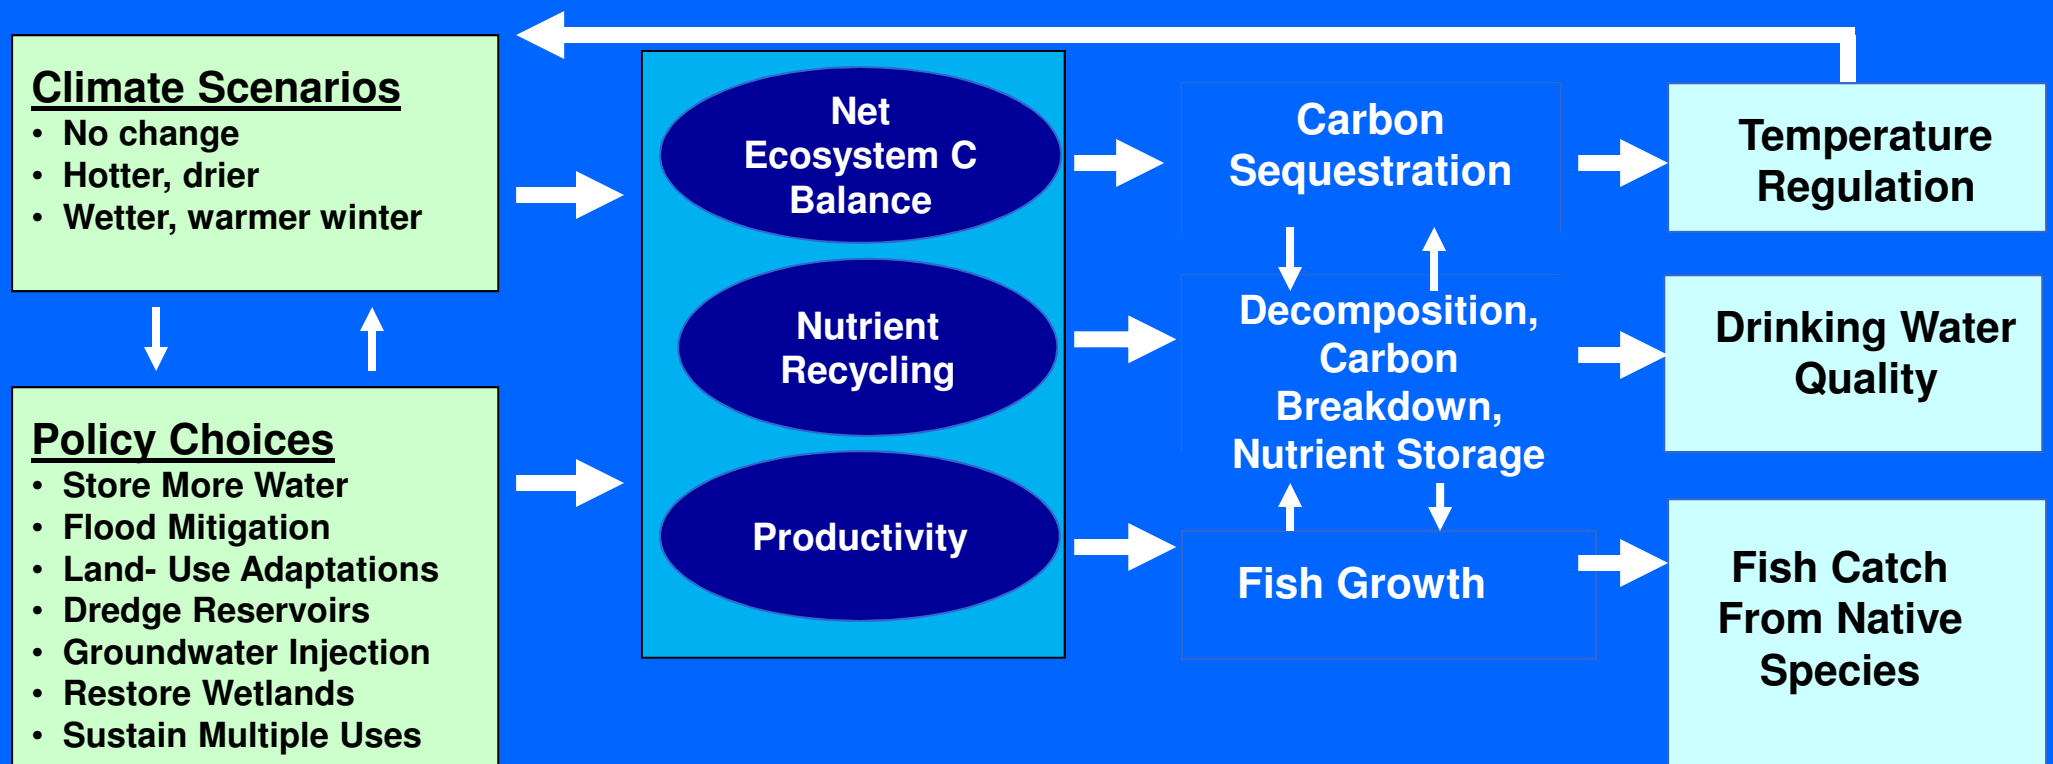 Climate Scenarios
• No change
• Hotter, drier
• Wetter, warmer winter
Policy Choices
• Store More Water
• Flood Mitigation
• Land- Use Adaptations
• Dredge Reservoirs
• Groundwater Injection
• Restore Wetlands
• Sustain Multiple Uses
Net
Ecosystem C
Balance
Nutrient
Recycling
Productivity
Carbon
Sequestration
Decomposition,
Carbon
Breakdown,
Nutrient Storage
Fish Growth
Temperature
Regulation
Drinking Water
Quality
Fish Catch
From Native
Species